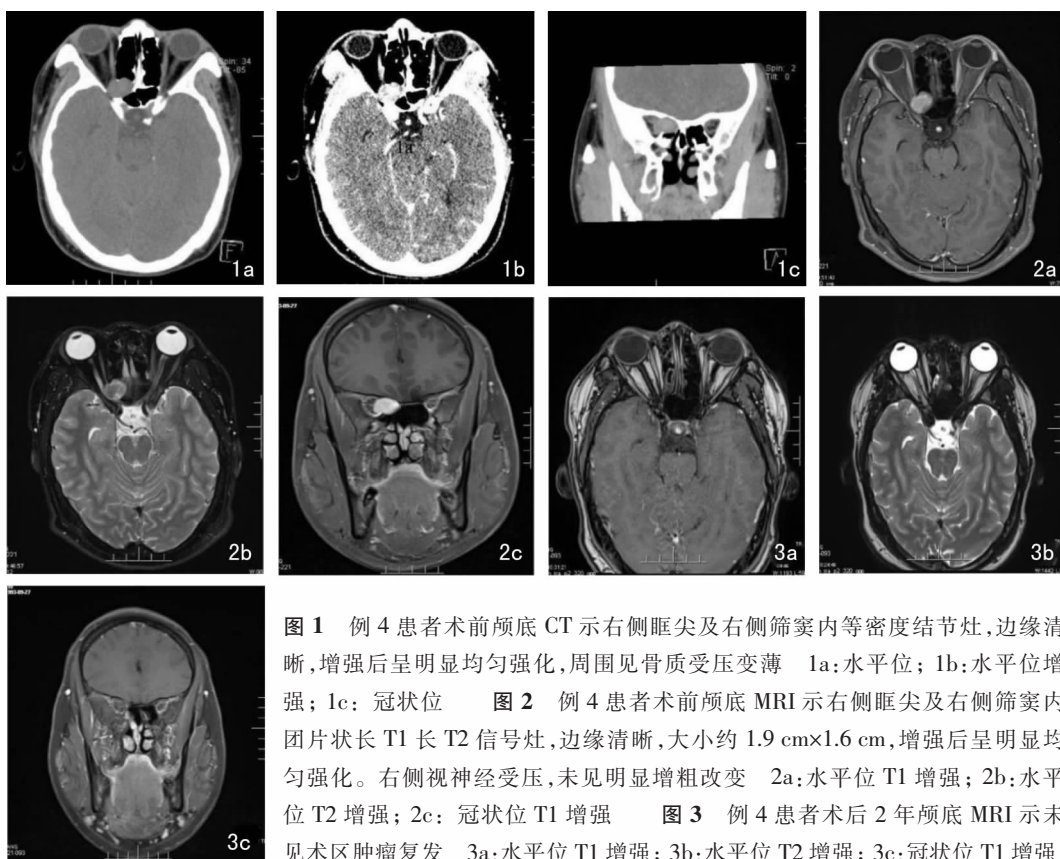 Spin: 34
Tilt: -85
1a
1a
1b
Spin: 2
Tilt: 0
1c
2a
2b
2c
3a
3b
3c
图 1 例 4 患者术前颅底 CT 示右侧眶尖及右侧筛窦内等密度结节灶,边缘清
晰,增强后呈明显均匀强化,周围见骨质受压变薄 1a:水平位; 1b:水平位增
强; 1c: 冠状位 图 2 例 4 患者术前颅底 MRI 示右侧眶尖及右侧筛窦内
团片状长 T1 长 T2 信号灶,边缘清晰,大小约 1.9 cm×1.6 cm,增强后呈明显均
匀强化。右侧视神经受压,未见明显增粗改变 2a:水平位 T1 增强; 2b:水平
位 T2 增强; 2c: 冠状位 T1 增强 图 3 例 4 患者术后 2 年颅底 MRI 示未
见术区肿瘤复发 3a:水平位 T1 增强; 3b:水平位 T2 增强; 3c:冠状位 T1 增强